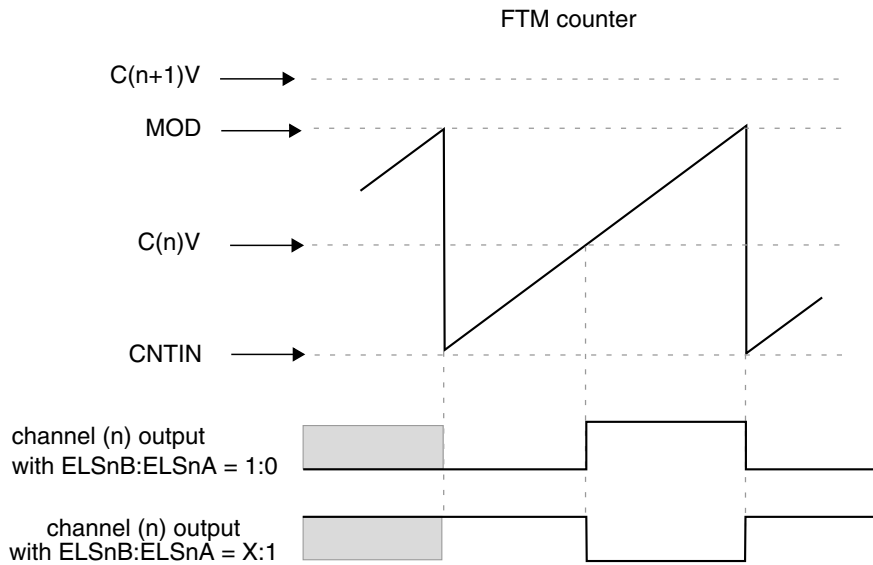 FTM counter
C(n+1)V
MOD
C(n)V
CNTIN
channel (n) output
with ELSnB:ELSnA = 1:0
channel (n) output
with ELSnB:ELSnA = X:1